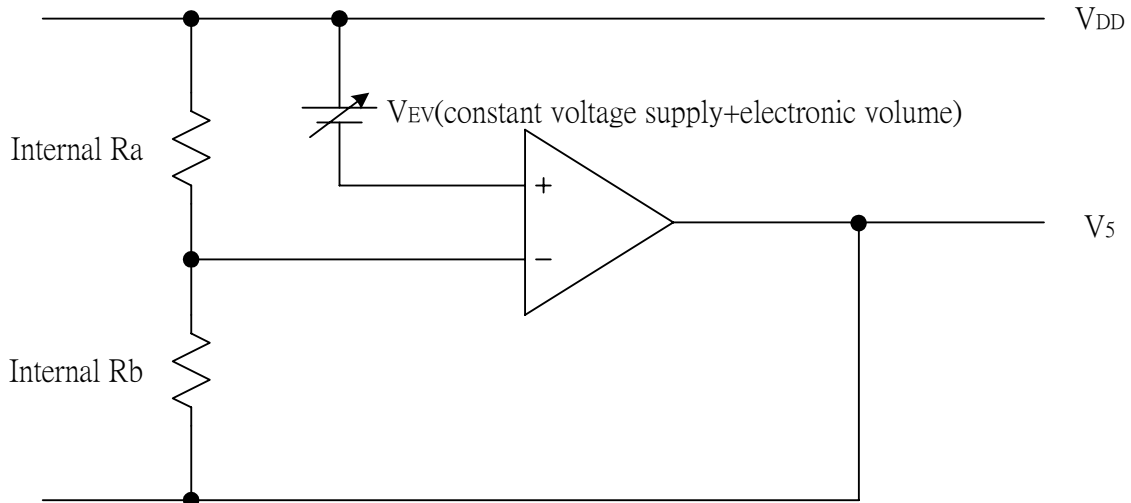 VDD
VEV(constant voltage supply+electronic volume)
Internal Ra
+
V5
−
Internal Rb